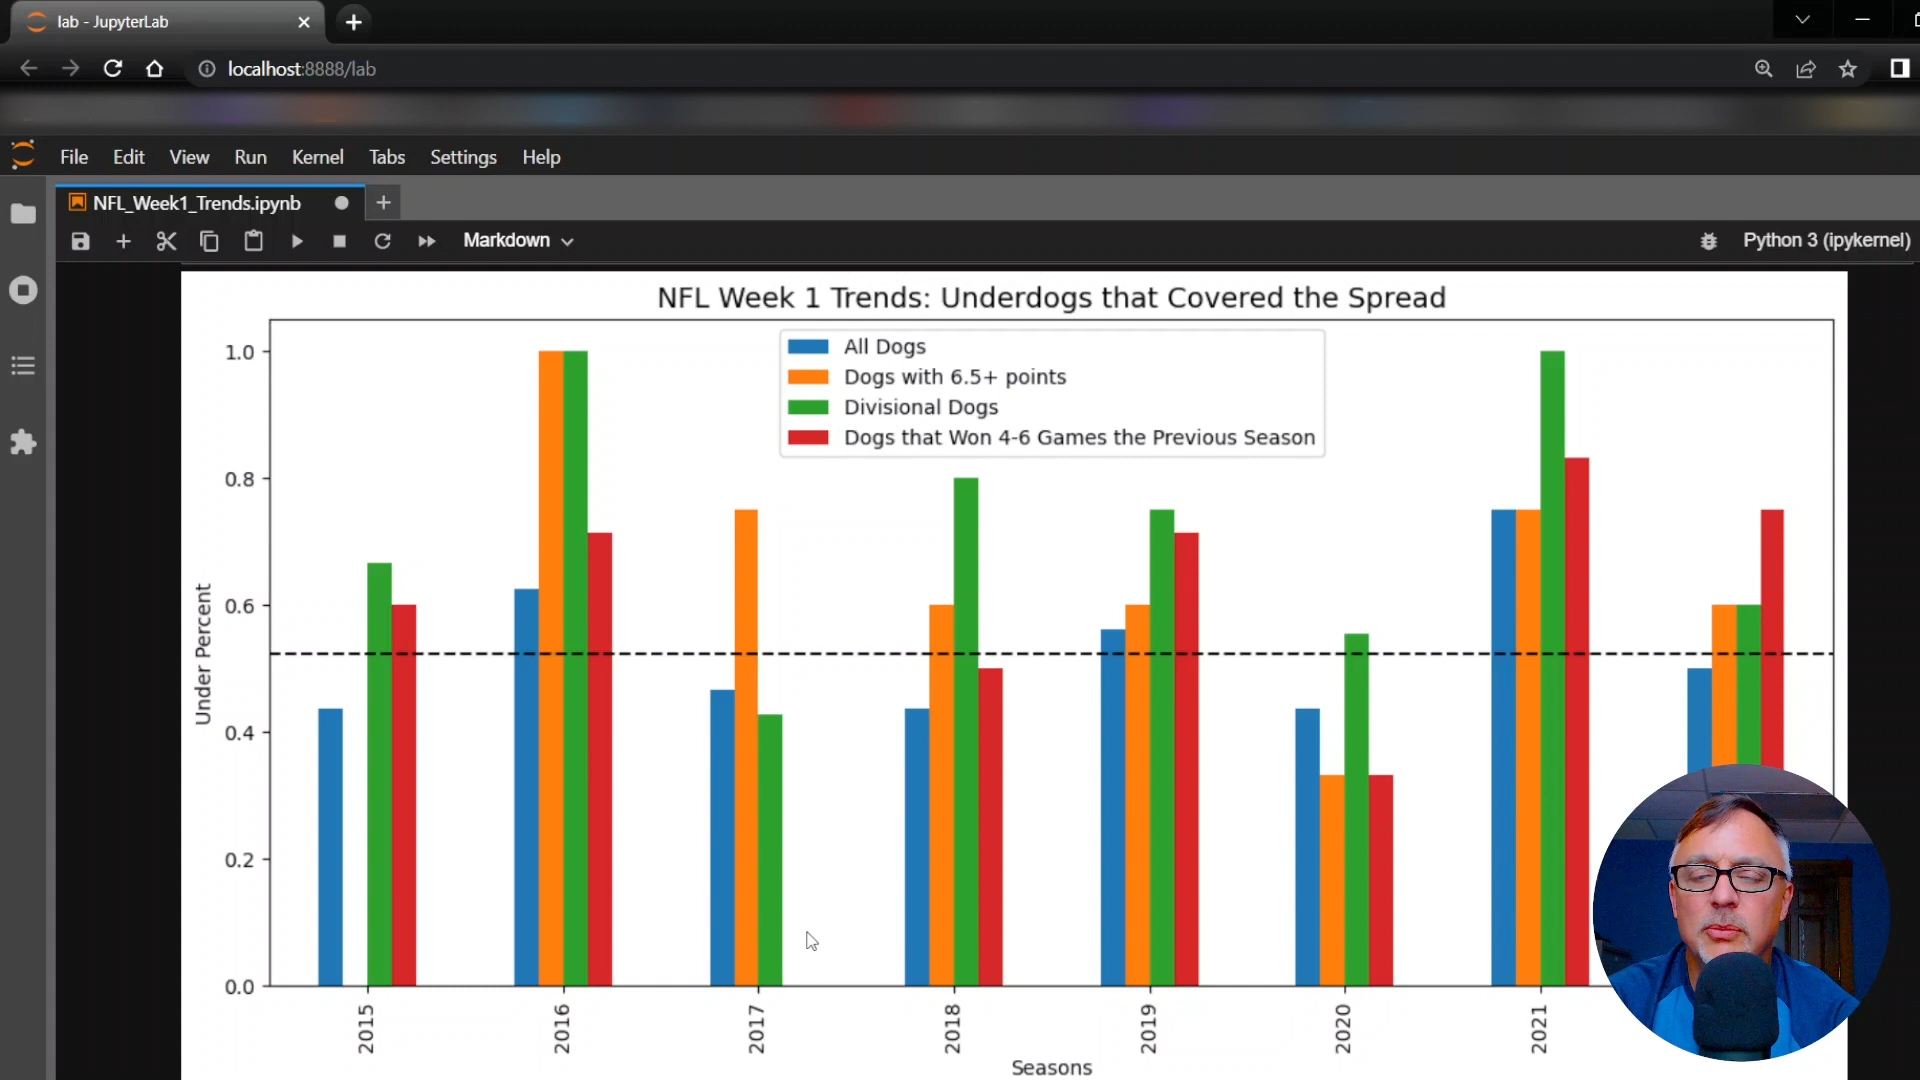 lab - JupyterLab
localhost:8888/lab
File Edit View Run Kernel Tabs Settings Help
NFL_Week1_Trends.ipynb
Markdown
Python 3 (ipykernel)
NFL Week 1 Trends: Underdogs that Covered the Spread
All Dogs
Dogs with 6.5+ points
Divisional Dogs
Dogs that Won 4-6 Games the Previous Season
1.0
0.8
0.6
0.4
0.2
0.0
Under Percent
2015 2016 2017 2018 2019 2020 2021
Seasons